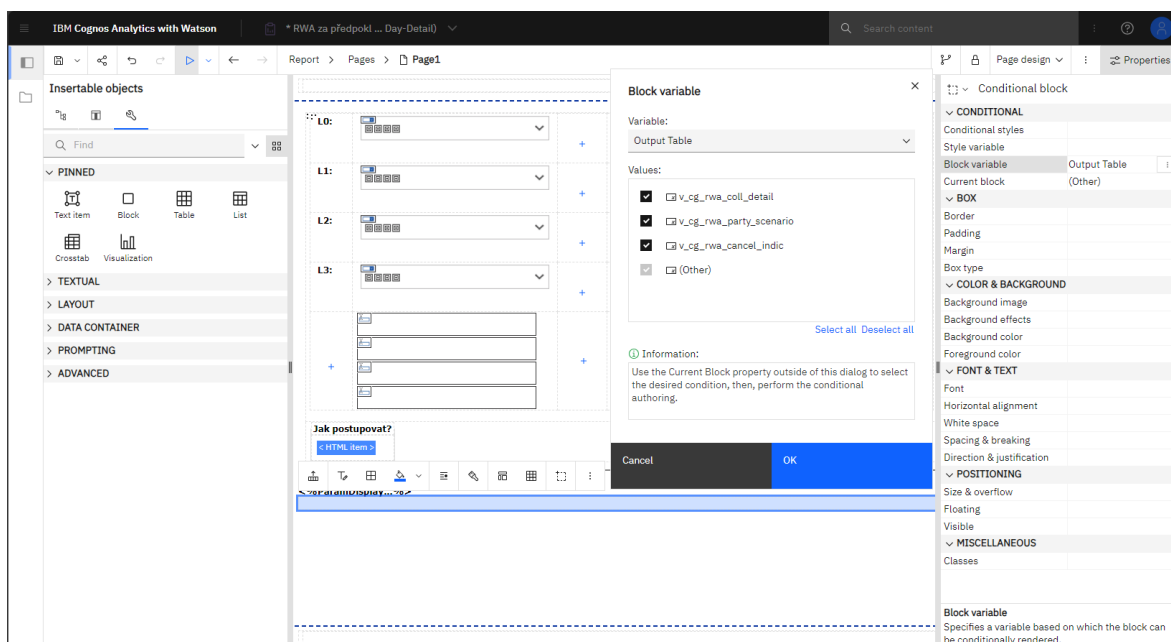 IBM Cognos Analytics with Watson
* RWA za předpokl ... Day-Detail)
Search content
Report > Pages > Page1
Page design
Properties
Insertable objects
Find
PINNED
Text item
Block
Table
List
Crosstab
Visualization
TEXTUAL
LAYOUT
DATA CONTAINER
PROMPTING
ADVANCED
L0:
L1:
L2:
L3:
Jak postupovat?
< HTML item >
<%ParamDisplay...%>
Block variable
Variable:
Output Table
Values:
v_cg_rwa_coll_detail
v_cg_rwa_party_scenario
v_cg_rwa_cancel_indic
(Other)
Select all Deselect all
Information:
Use the Current Block property outside of this dialog to select
the desired condition, then, perform the conditional
authoring.
Cancel
OK
Conditional block
CONDITIONAL
Conditional styles
Style variable
Block variable Output Table
Current block (Other)
BOX
Border
Padding
Margin
Box type
COLOR & BACKGROUND
Background image
Background effects
Background color
Foreground color
FONT & TEXT
Font
Horizontal alignment
White space
Spacing & breaking
Direction & justification
POSITIONING
Size & overflow
Floating
Visible
MISCELLANEOUS
Classes
Block variable
Specifies a variable based on which the block can
be conditionally rendered